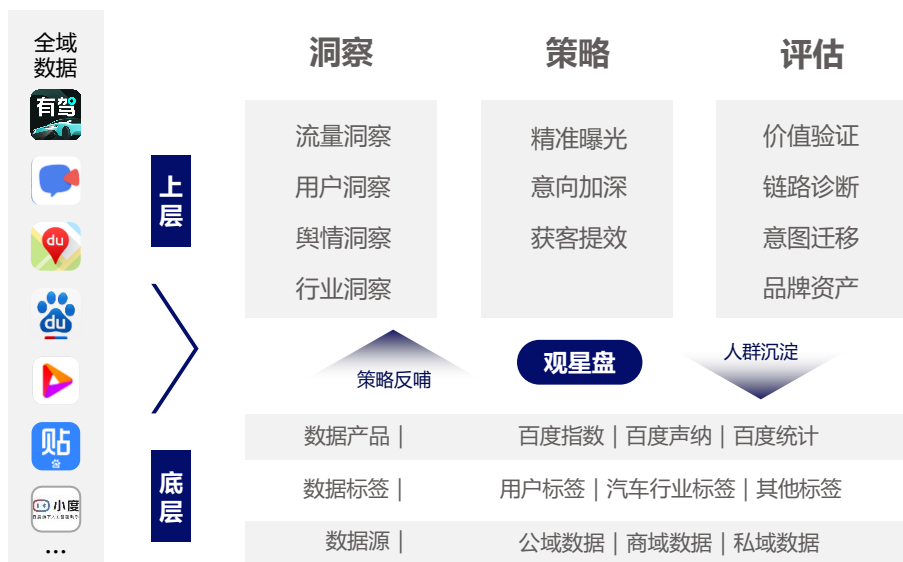 全域
数据
有驾
du
du
贴
小度
...
上层
底层
洞察
流量洞察
用户洞察
舆情洞察
行业洞察
策略
精准曝光
意向加深
获客提效
评估
价值验证
链路诊断
意图迁移
品牌资产
策略反哺
观星盘
人群沉淀
数据产品｜ 百度指数｜百度声纳｜百度统计
数据标签｜ 用户标签｜汽车行业标签｜其他标签
数据源｜ 公域数据｜商域数据｜私域数据